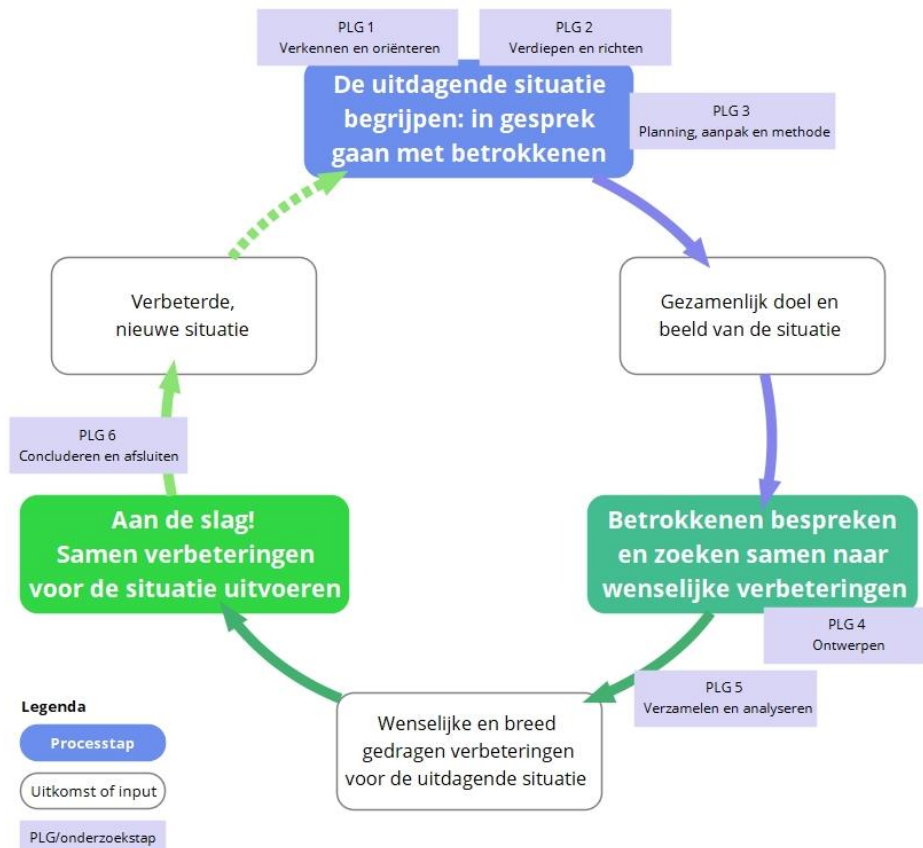 PLG 1
Verkennen en oriënteren
PLG 2
Verdiepen en richten
De uitdagende situatie
begrijpen: in gesprek
gaan met betrokkenen
PLG 3
Planning, aanpak en methode
Verbeterde,
nieuwe situatie
Gezamenlijk doel en
beeld van de situatie
PLG 6
Concluderen en afsluiten
Aan de slag!
Samen verbeteringen
voor de situatie uitvoeren
Betrokkenen bespreken
en zoeken samen naar
wenselijke verbeteringen
PLG 4
Ontwerpen
PLG 5
Verzamelen en analyseren
Wenselijke en breed
gedragen verbeteringen
voor de uitdagende situatie
Legenda
Processtap
Uitkomst of input
PLG/onderzoekstap